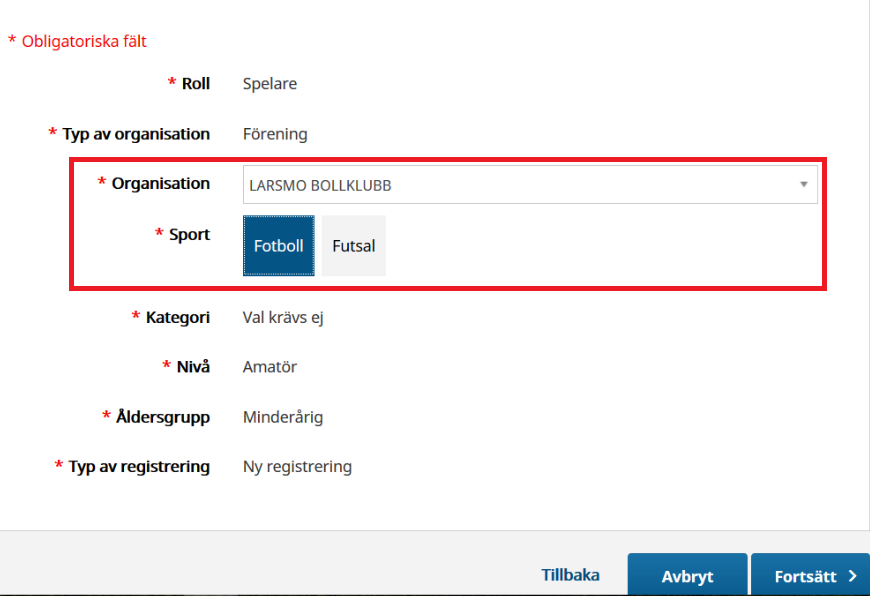 * Obligatoriska fält
* Roll Spelare
* Typ av organisation Förening
* Organisation LARSMO BOLLKLUBB
* Sport Fotboll Futsal
* Kategori Val krävs ej
* Nivå Amatör
* Åldersgrupp Minderårig
* Typ av registrering Ny registrering
Tillbaka Avbryt Fortsätt